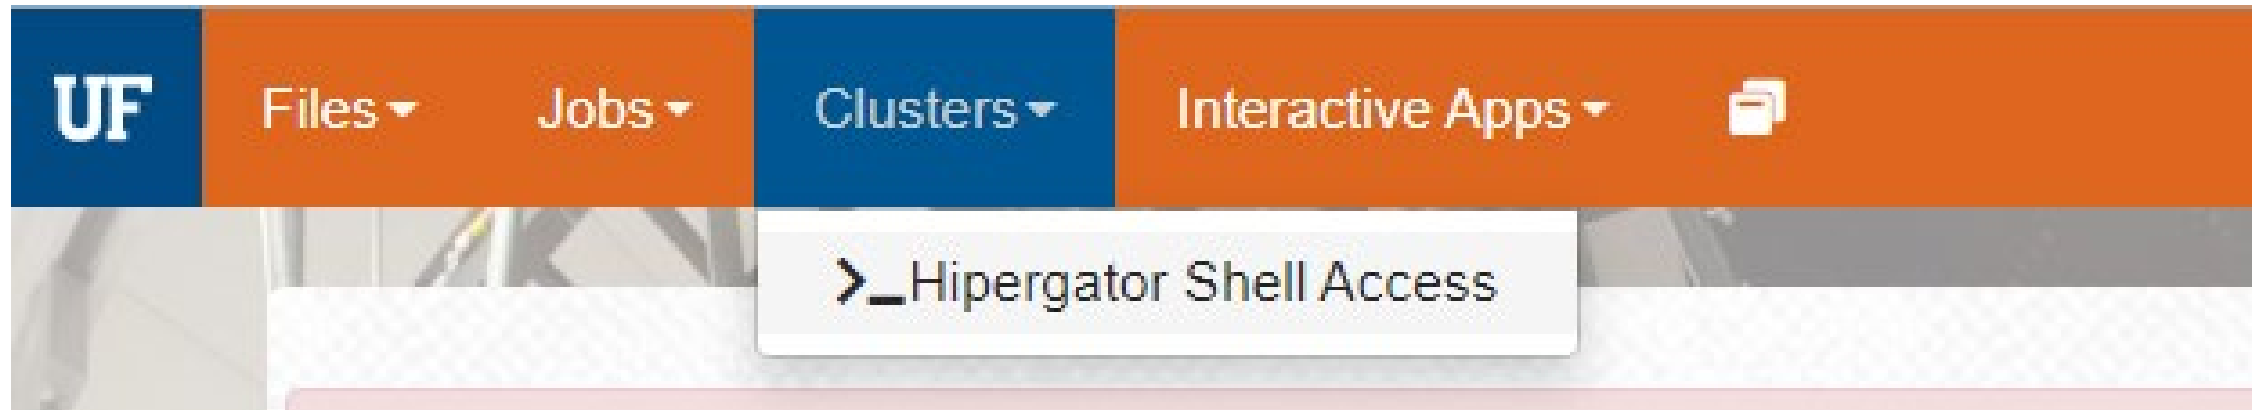 UF Files Jobs Clusters Interactive Apps
>_Hipergator Shell Access